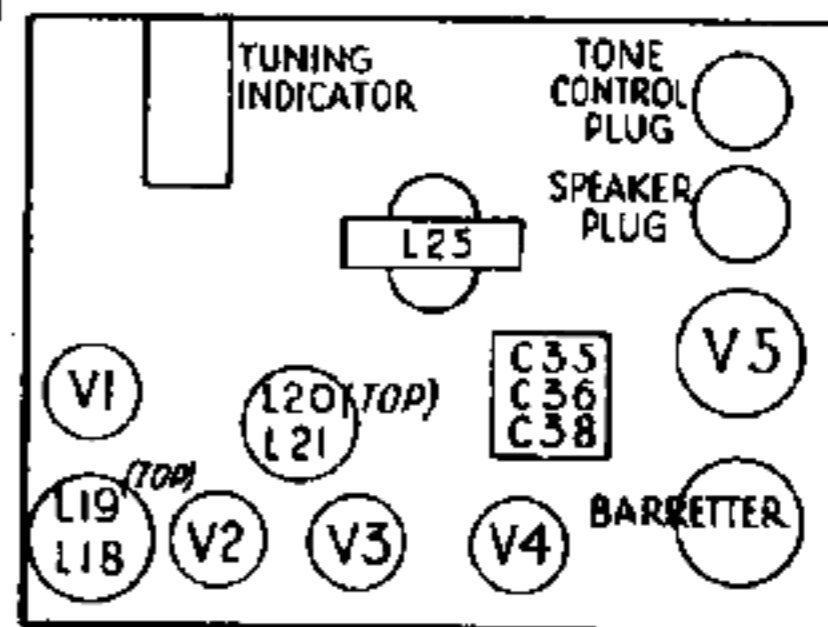 TUNING
INDICATOR
TONE
CONTROL
PLUG
SPEAKER
PLUG
L25
V1
L20 (TOP)
L21
C35
C36
C38
V5
L19 (TOP)
L18
V2
V3
V4
BARRETTER